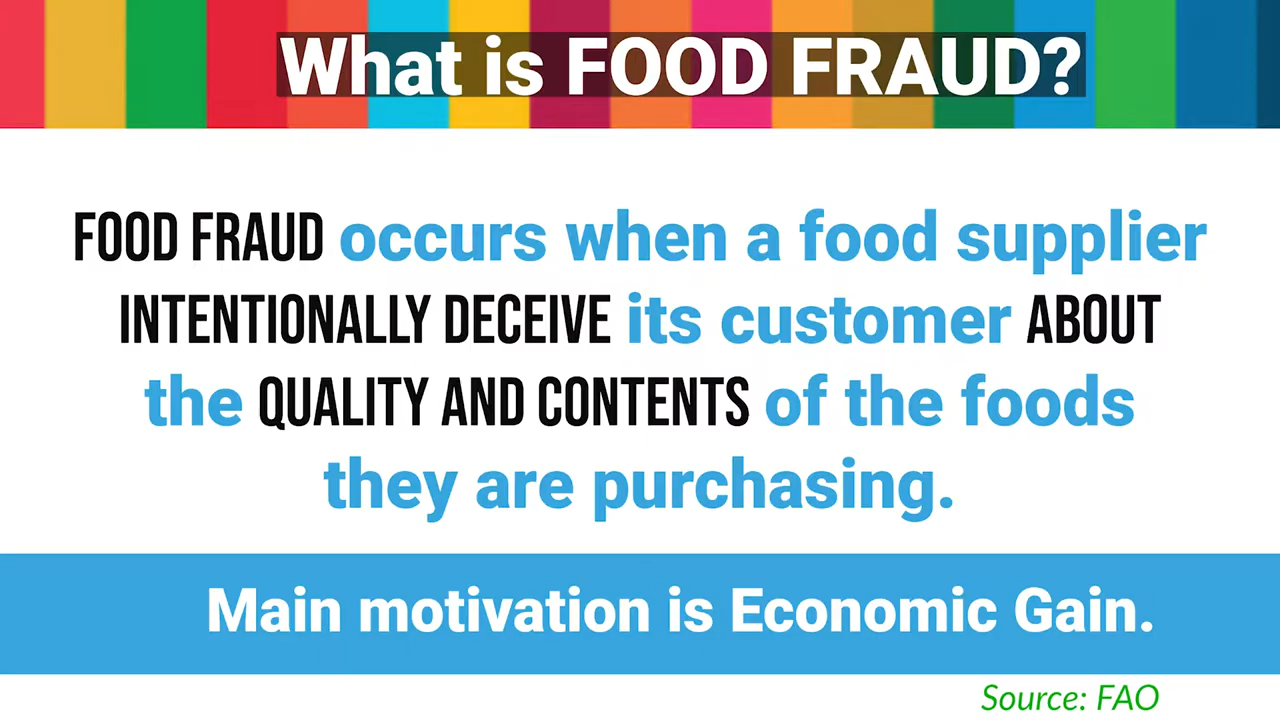 What is FOOD FRAUD?
FOOD FRAUD occurs when a food supplier
INTENTIONALLY DECEIVE its customer ABOUT
the QUALITY AND CONTENTS of the foods
they are purchasing.
Main motivation is Economic Gain.
Source: FAO